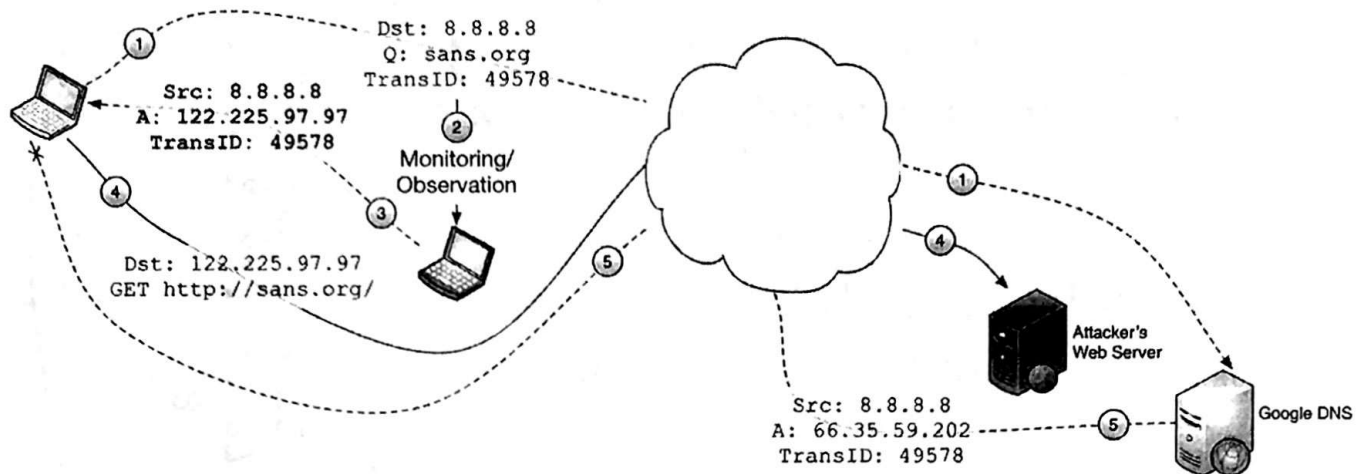 1
Dst: 8.8.8.8
Q: sans.org
TransID: 49578
Src: 8.8.8.8
A: 122.225.97.97
TransID: 49578
2
Monitoring/
Observation
1
4
3
4
5
Dst: 122.225.97.97
GET http://sans.org/
Attacker's
Web Server
Src: 8.8.8.8
A: 66.35.59.202
TransID: 49578
5
Google DNS